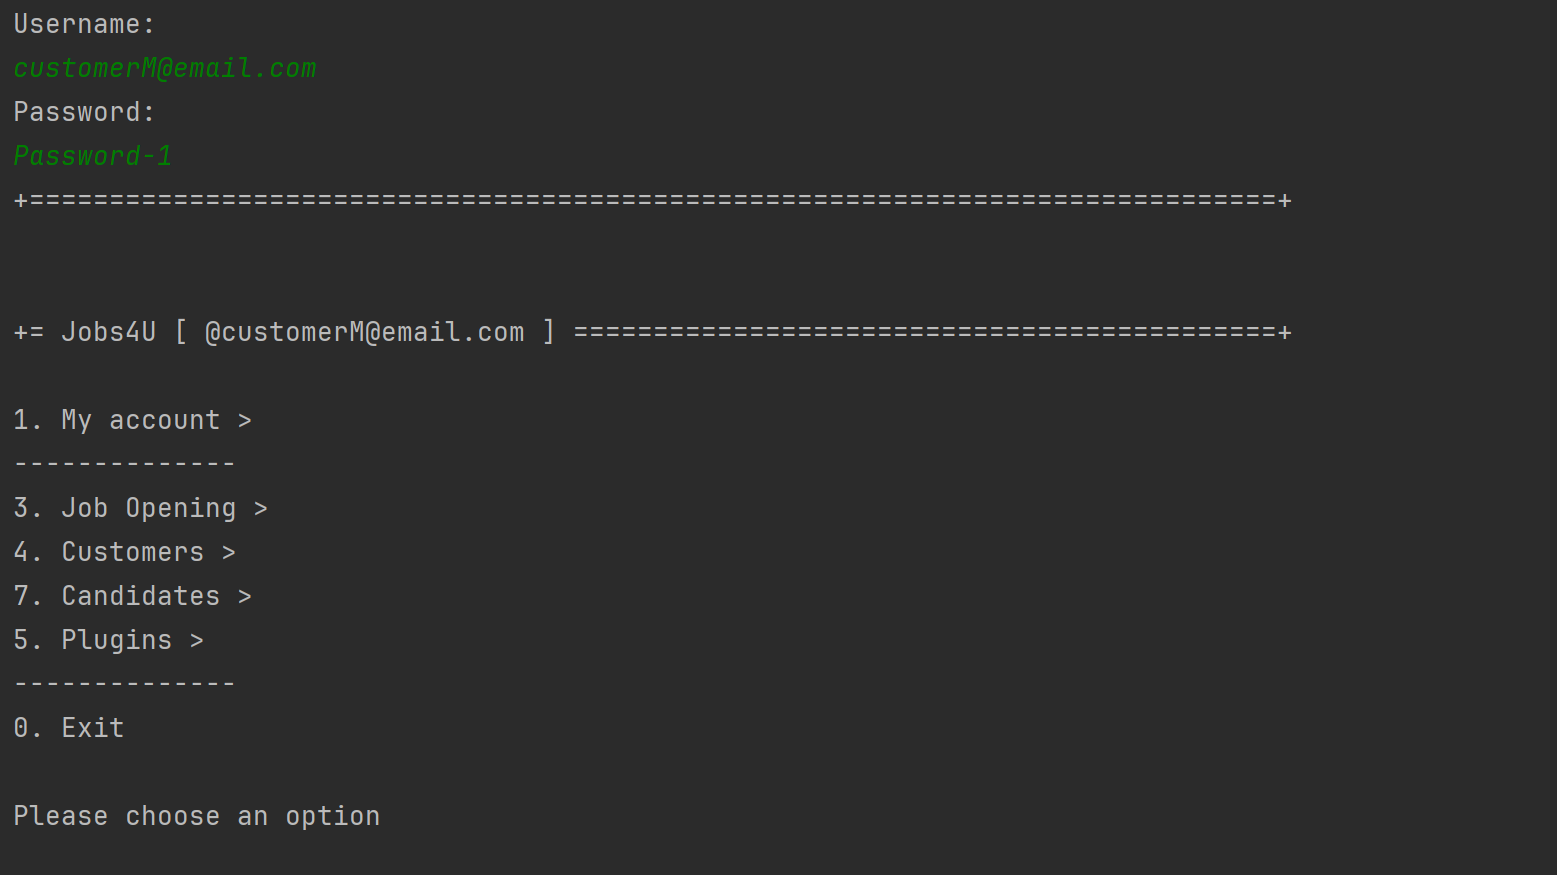 Username:
customerM@email.com
Password:
Password-1
+==============================================================================+
+= Jobs4U [ @customerM@email.com ] ============================================+
1. My account >
--------------
3. Job Opening >
4. Customers >
7. Candidates >
5. Plugins >
--------------
0. Exit
Please choose an option